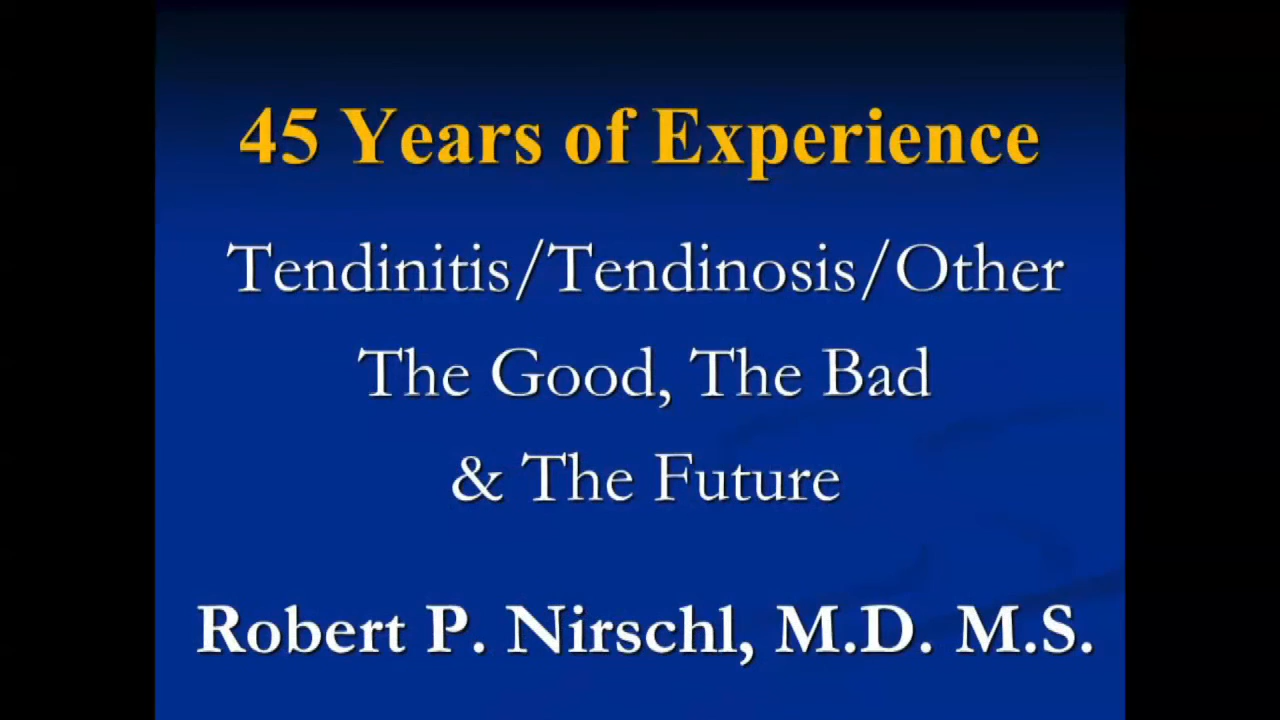 45 Years of Experience
Tendinitis/Tendinosis/Other
The Good, The Bad
& The Future
Robert P. Nirschl, M.D. M.S.